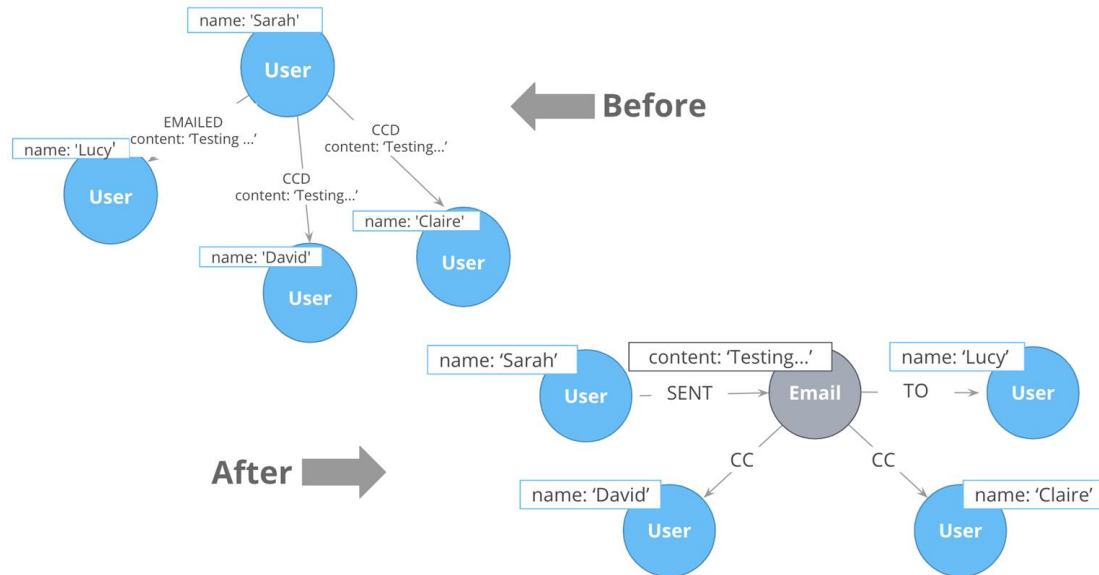 name: 'Sarah'
User
Before
EMAILED
content: ‘Testing ...’
CCD
content: ‘Testing...’
name: 'Lucy'
User
CCD
content: ‘Testing...’
name: 'Claire'
User
name: 'David'
User
name: ‘Sarah’
content: ‘Testing...’
name: ‘Lucy’
User
SENT
Email
TO
User
After
CC
CC
name: ‘David’
name: ‘Claire’
User
User